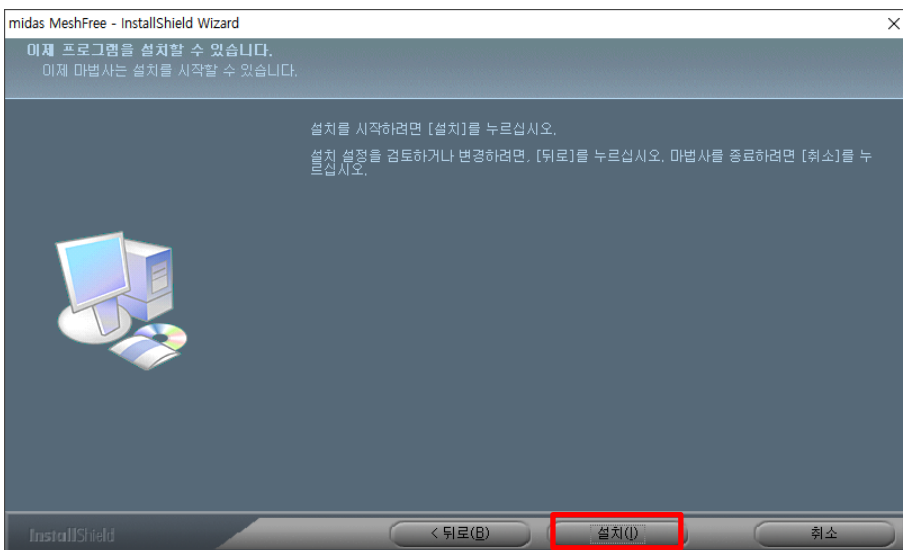 midas MeshFree - InstallShield Wizard
이제 프로그램을 설치할 수 있습니다.
이제 마법사는 설치를 시작할 수 있습니다.
설치를 시작하려면 [설치]를 누르십시오.
설치 설정을 검토하거나 변경하려면, [뒤로]를 누르십시오. 마법사를 종료하려면 [취소]를 누
르십시오.
InstallShield
< 뒤로(B)
설치(I)
취소